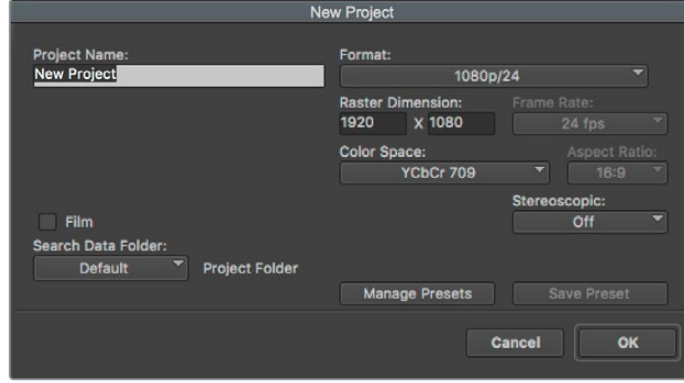 New Project
Project Name:
New Project
Format:
1080p/24
Raster Dimension:
Frame Rate:
1920 X 1080
24 fps
Color Space:
Aspect Ratio:
YCbCr 709
16:9
Stereoscopic:
Off
Film
Search Data Folder:
Default
Project Folder
Manage Presets
Save Preset
Cancel
OK